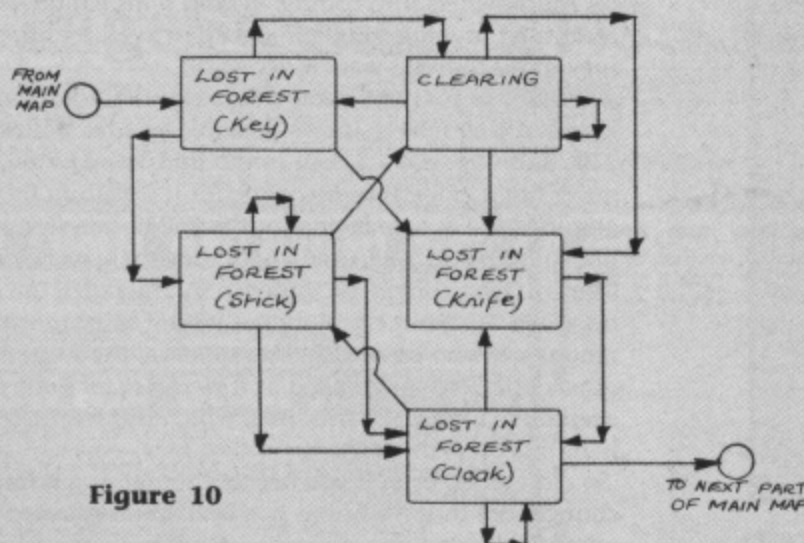 FROM
MAIN
MAP
LOST IN
FOREST
(Key)
CLEARING
LOST IN
FOREST
(Stick)
LOST IN
FOREST
(Knife)
LOST IN
FOREST
(Cloak)
TO NEXT PART
OF MAIN MAP
Figure 10